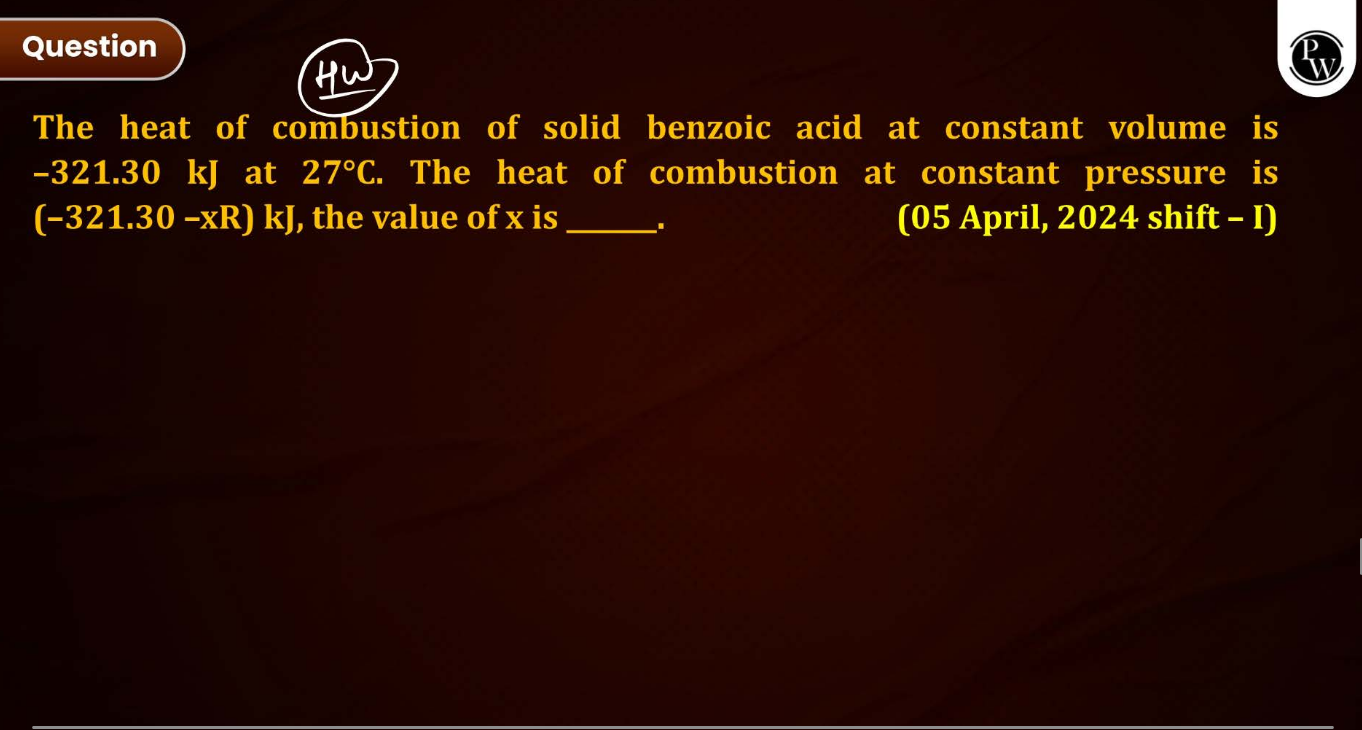 Question
HW
PW
The heat of combustion of solid benzoic acid at constant volume is
–321.30 kJ at 27°C. The heat of combustion at constant pressure is
(–321.30 –xR) kJ, the value of x is ______. (05 April, 2024 shift – I)